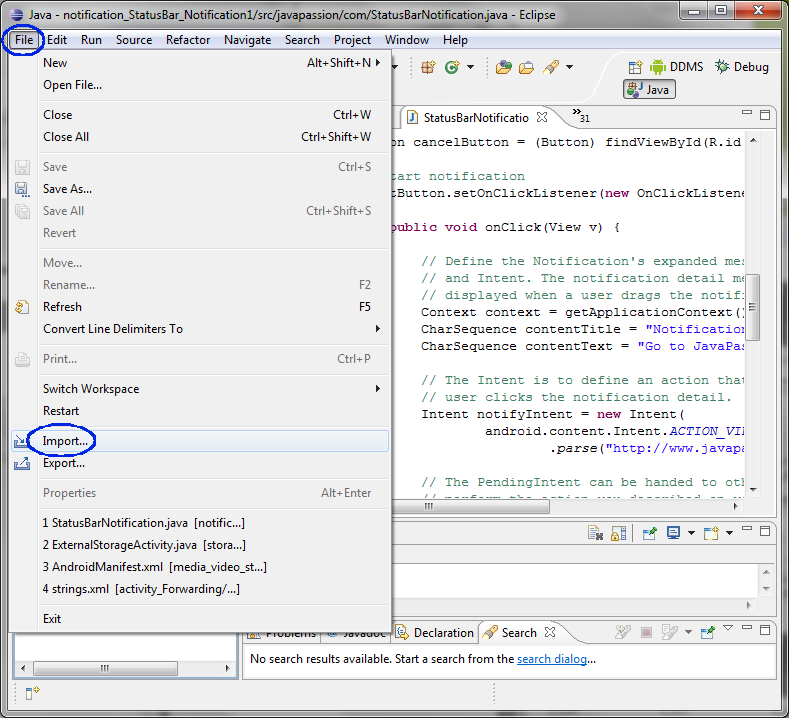 Java - notification_StatusBar_Notification1/src/javapassion/com/StatusBarNotification.java - Eclipse
File Edit Run Source Refactor Navigate Search Project Window Help
DDMS Debug
Java
New Alt+Shift+N
Open File...
Close Ctrl+W
Close All Ctrl+Shift+W
Save Ctrl+S
Save As...
Save All Ctrl+Shift+S
Revert
Move...
Rename... F2
Refresh F5
Convert Line Delimiters To
Print... Ctrl+P
Switch Workspace
Restart
Import...
Export...
Properties Alt+Enter
1 StatusBarNotification.java [notific...]
2 ExternalStorageActivity.java [stora...]
3 AndroidManifest.xml [media_video_st...]
4 strings.xml [activity_Forwarding/...]
Exit
StatusBarNotificatio 31
on cancelButton = (Button) findViewById(R.id
tart notification
tButton.setOnClickListener(new OnClickListene
public void onClick(View v) {
// Define the Notification's expanded mes
// and Intent. The notification detail me
// displayed when a user drags the notifi
Context context = getApplicationContext()
CharSequence contentTitle = "Notification
CharSequence contentText = "Go to JavaPas
// The Intent is to define an action that
// user clicks the notification detail.
Intent notifyIntent = new Intent(
android.content.Intent.ACTION_VIE
.parse("http://www.javapa
// The PendingIntent can be handed to oth
Problems Javadoc Declaration Search
No search results available. Start a search from the search dialog...